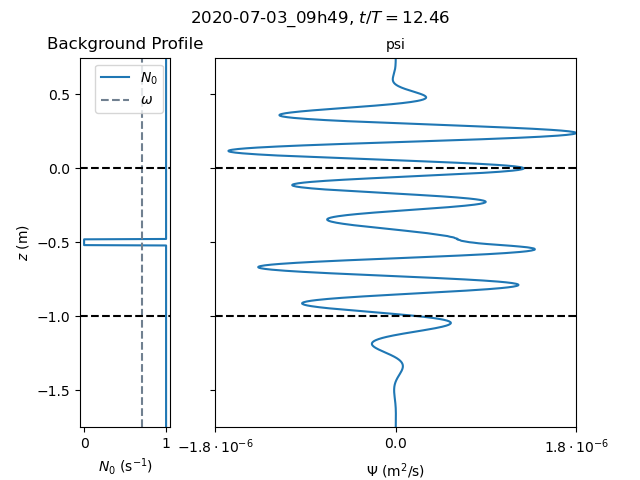 2020-07-03_09h49, t/T = 12.46
Background Profile
psi
N₀
ω
0.5
0.0
−0.5
−1.0
−1.5
z (m)
0
1
−1.8 · 10⁻⁶
0.0
1.8 · 10⁻⁶
N₀ (s⁻¹)
Ψ (m²/s)